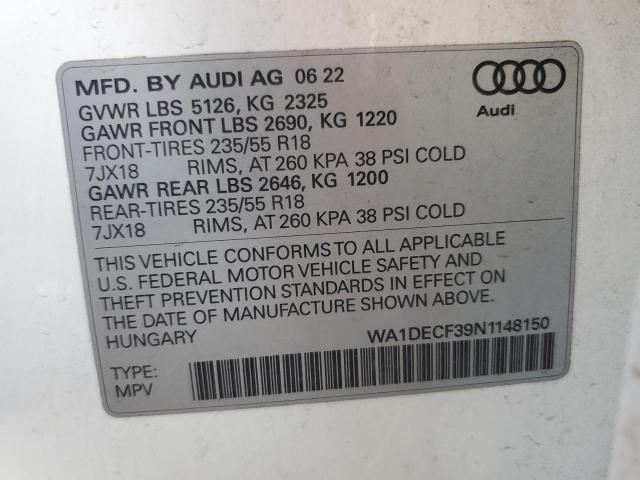 MFD. BY AUDI AG 06 22
GVWR LBS 5126, KG 2325
GAWR FRONT LBS 2690, KG 1220
FRONT-TIRES 235/55 R18
7JX18 RIMS, AT 260 KPA 38 PSI COLD
GAWR REAR LBS 2646, KG 1200
REAR-TIRES 235/55 R18
7JX18 RIMS, AT 260 KPA 38 PSI COLD
Audi
THIS VEHICLE CONFORMS TO ALL APPLICABLE
U.S. FEDERAL MOTOR VEHICLE SAFETY AND
THEFT PREVENTION STANDARDS IN EFFECT ON
THE DATE OF MANUFACTURE SHOWN ABOVE.
HUNGARY WA1DECF39N1148150
TYPE:
MPV